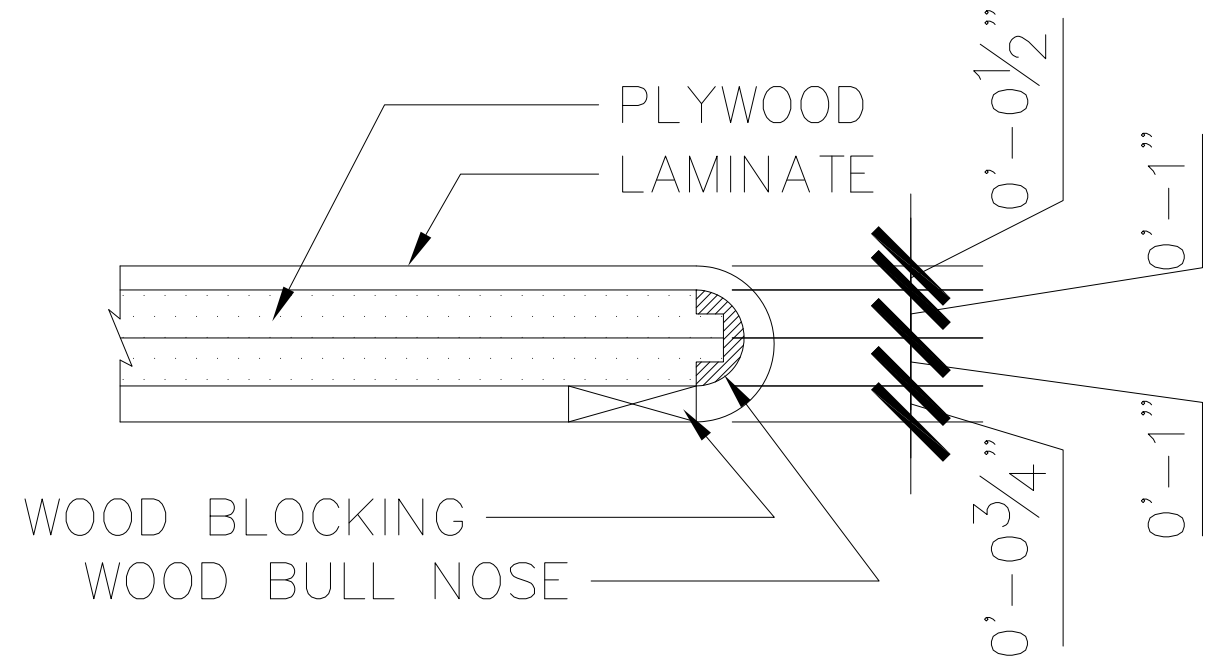 PLYWOOD
LAMINATE
WOOD BLOCKING
WOOD BULL NOSE
0'-0½"
0'-1"
0'-1"
0'-0¾"